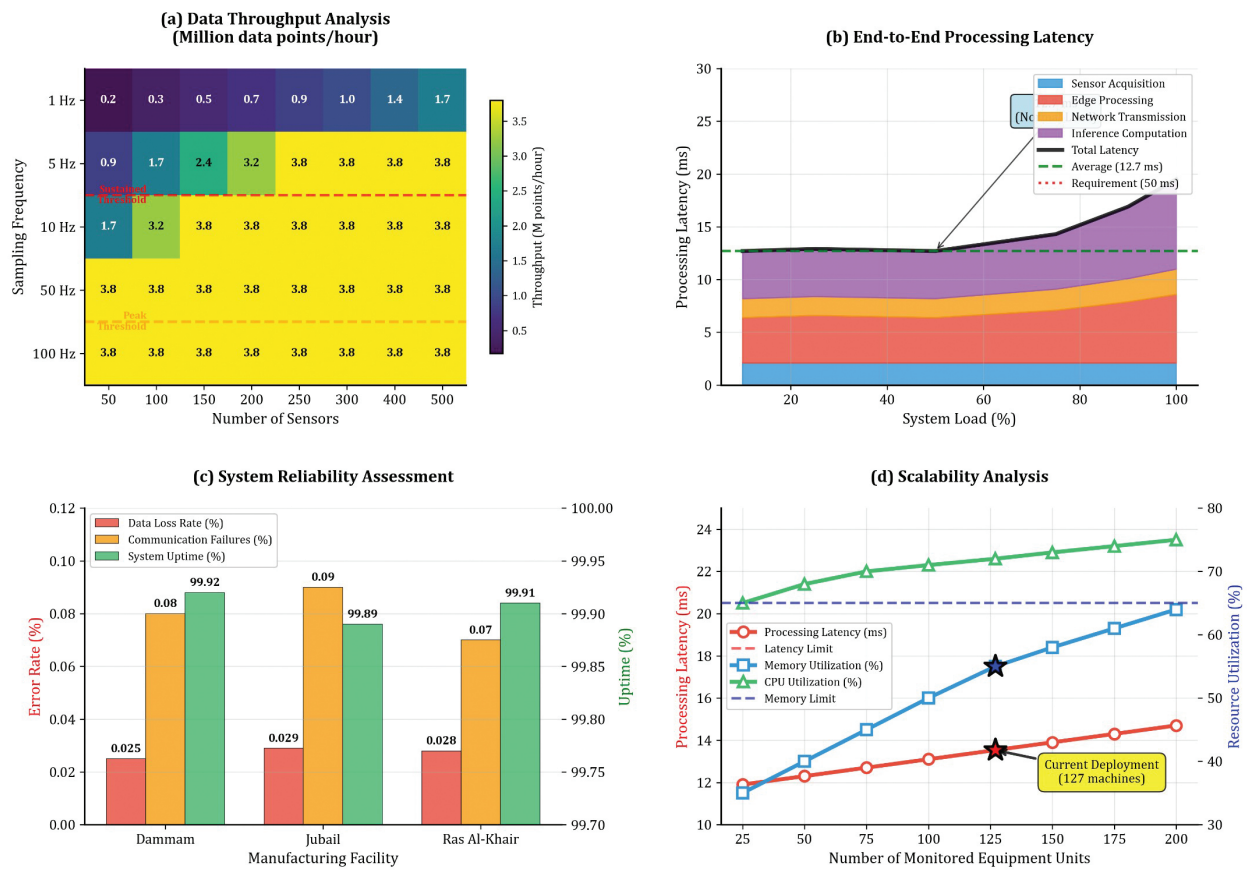 (a) Data Throughput Analysis
(Million data points/hour)
Sampling Frequency
1 Hz
0.2 0.3 0.5 0.7 0.9 1.0 1.4 1.7
5 Hz
0.9 1.7 2.4 3.2 3.8 3.8 3.8 3.8
Sustained
Threshold
10 Hz
1.7 3.2 3.8 3.8 3.8 3.8 3.8 3.8
50 Hz
3.8 3.8 3.8 3.8 3.8 3.8 3.8 3.8
Peak
Threshold
100 Hz
3.8 3.8 3.8 3.8 3.8 3.8 3.8 3.8
50 100 150 200 250 300 400 500
Number of Sensors
3.5
3.0
2.5
2.0
1.5
1.0
0.5
Throughput (M points/hour)
(b) End-to-End Processing Latency
Processing Latency (ms)
30
25
20
15
10
5
0
Sensor Acquisition
Edge Processing
Network Transmission
Inference Computation
Total Latency
Average (12.7 ms)
Requirement (50 ms)
20 40 60 80 100
System Load (%)
(c) System Reliability Assessment
Error Rate (%)
0.12
0.10
0.08
0.06
0.04
0.02
0.00
Data Loss Rate (%)
Communication Failures (%)
System Uptime (%)
0.025 0.08 99.92
0.029 0.09 99.89
0.028 0.07 99.91
Dammam Jubail Ras Al-Khair
Manufacturing Facility
100.00
99.95
99.90
99.85
99.80
99.75
99.70
Uptime (%)
(d) Scalability Analysis
Processing Latency (ms)
24
22
20
18
16
14
12
10
Processing Latency (ms)
Latency Limit
Memory Utilization (%)
CPU Utilization (%)
Memory Limit
Current Deployment
(127 machines)
25 50 75 100 125 150 175 200
Number of Monitored Equipment Units
80
70
60
50
40
30
Resource Utilization (%)